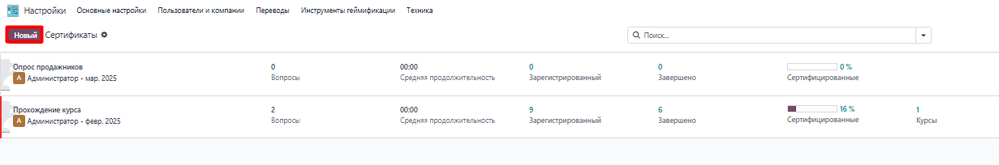 Настройки Основные настройки Пользователи и компании Переводы Инструменты геймификации Техника
Новый Сертификаты Поиск...
Опрос продажников 0 00:00 0 0 0 %
A Администратор - мар. 2025 Вопросы Средняя продолжительность Зарегистрированный Завершено Сертифицированные
Прохождение курса 2 00:00 9 6 16 % 1
A Администратор - февр. 2025 Вопросы Средняя продолжительность Зарегистрированный Завершено Сертифицированные Курсы